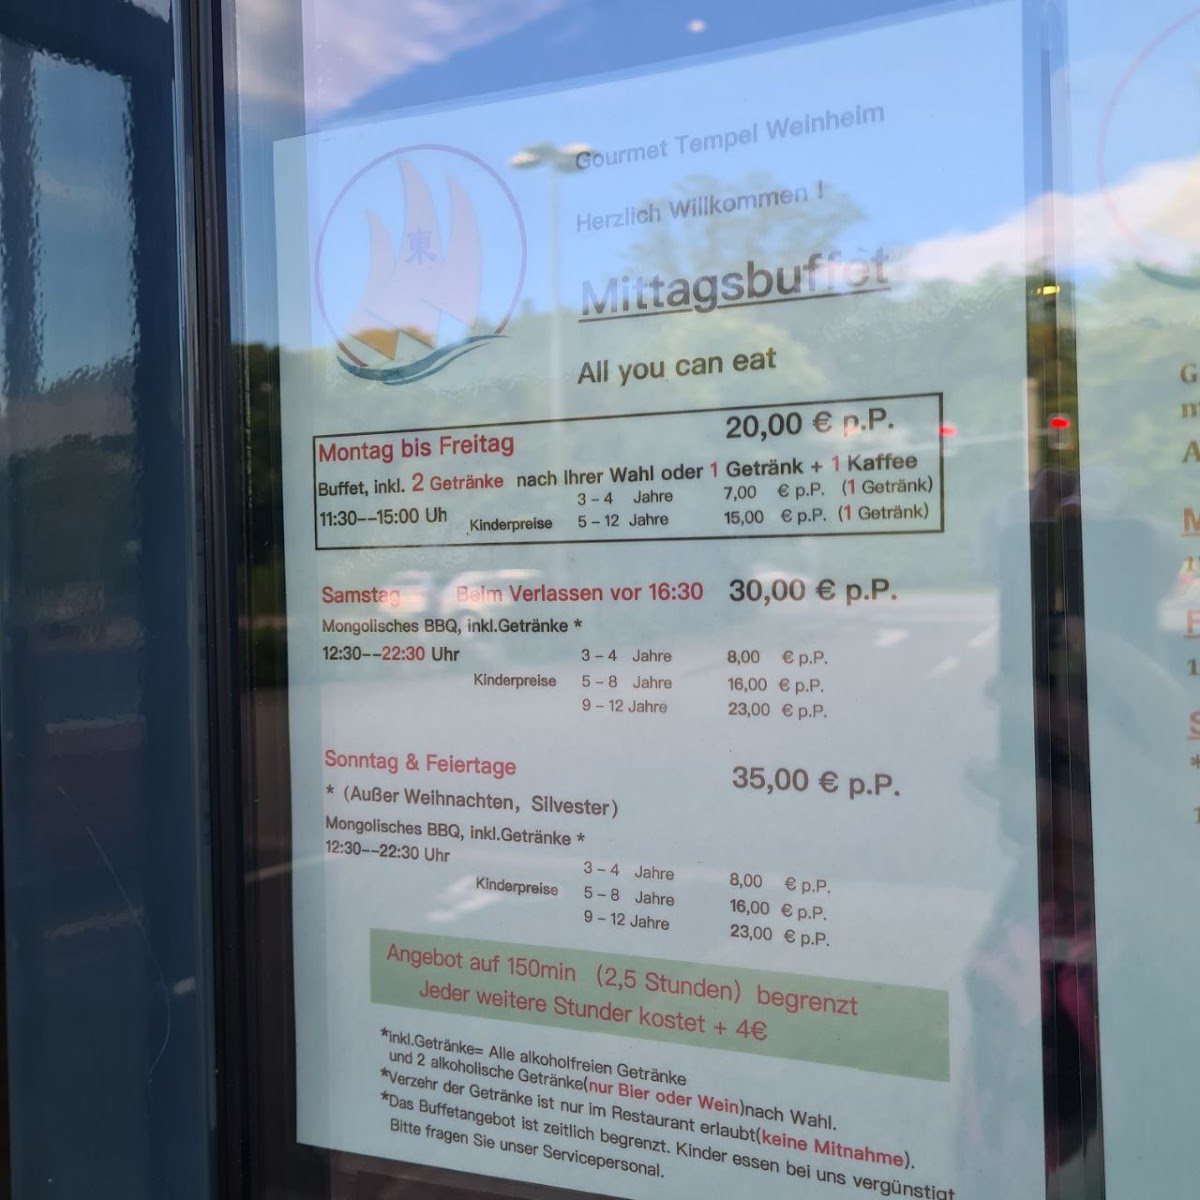 東
Gourmet Tempel Weinheim
Herzlich Willkommen !
Mittagsbuffet
All you can eat
Montag bis Freitag 20,00 € p.P.
Buffet, inkl. 2 Getränke nach Ihrer Wahl oder 1 Getränk + 1 Kaffee
3 – 4 Jahre 7,00 € p.P. (1 Getränk)
11:30--15:00 Uh Kinderpreise 5 – 12 Jahre 15,00 € p.P. (1 Getränk)
Samstag Beim Verlassen vor 16:30 30,00 € p.P.
Mongolisches BBQ, inkl.Getränke *
12:30--22:30 Uhr 3 – 4 Jahre 8,00 € p.P.
Kinderpreise 5 – 8 Jahre 16,00 € p.P.
9 – 12 Jahre 23,00 € p.P.
Sonntag & Feiertage 35,00 € p.P.
* (Außer Weihnachten, Silvester)
Mongolisches BBQ, inkl.Getränke *
12:30--22:30 Uhr 3 – 4 Jahre 8,00 € p.P.
Kinderpreise 5 – 8 Jahre 16,00 € p.P.
9 – 12 Jahre 23,00 € p.P.
Angebot auf 150min (2,5 Stunden) begrenzt
Jeder weitere Stunder kostet + 4€
*inkl.Getränke= Alle alkoholfreien Getränke
und 2 alkoholische Getränke(nur Bier oder Wein)nach Wahl.
*Verzehr der Getränke ist nur im Restaurant erlaubt(keine Mitnahme).
*Das Buffetangebot ist zeitlich begrenzt. Kinder essen bei uns vergünstigt
Bitte fragen Sie unser Servicepersonal.